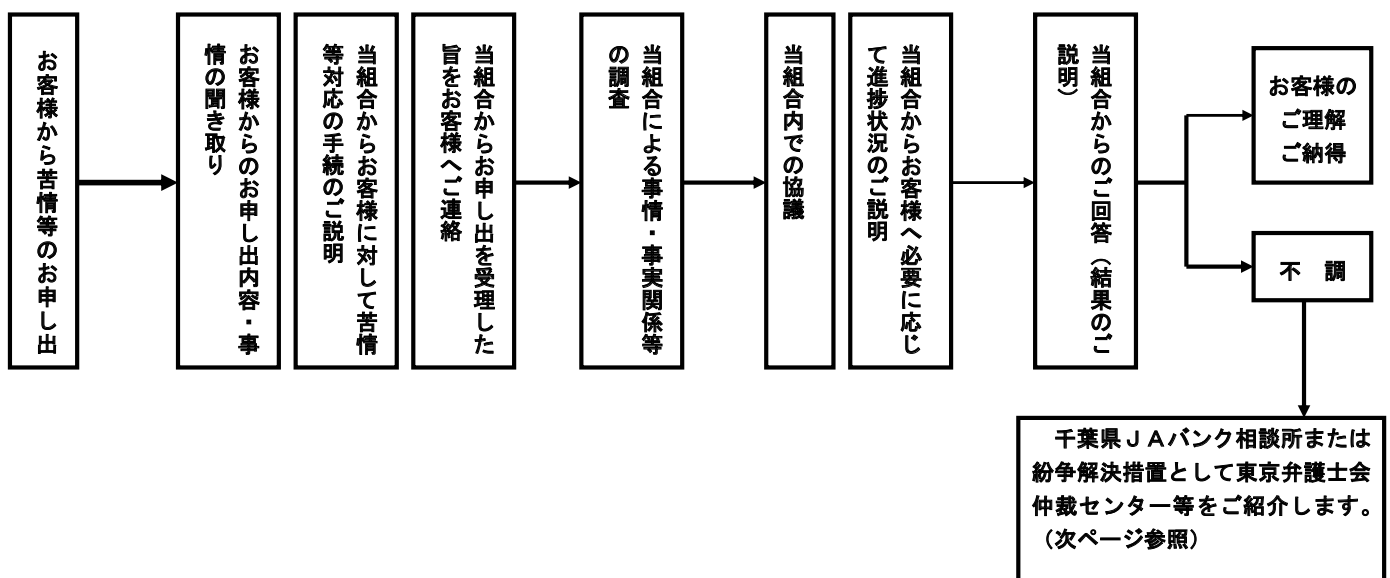 お客様から苦情等のお申し出
お客様からのお申し出内容・事
情の聞き取り
当組合からお客様に対して苦情
等対応の手続のご説明
当組合からお申し出を受理した
旨をお客様へご連絡
当組合による事情・事実関係等
の調査
当組合内での協議
当組合からお客様へ必要に応じ
て進捗状況のご説明
当組合からのご回答（結果のご
説明）
お客様の
ご理解
ご納得
不　調
千葉県ＪＡバンク相談所または
紛争解決措置として東京弁護士会
仲裁センター等をご紹介します。
（次ページ参照）